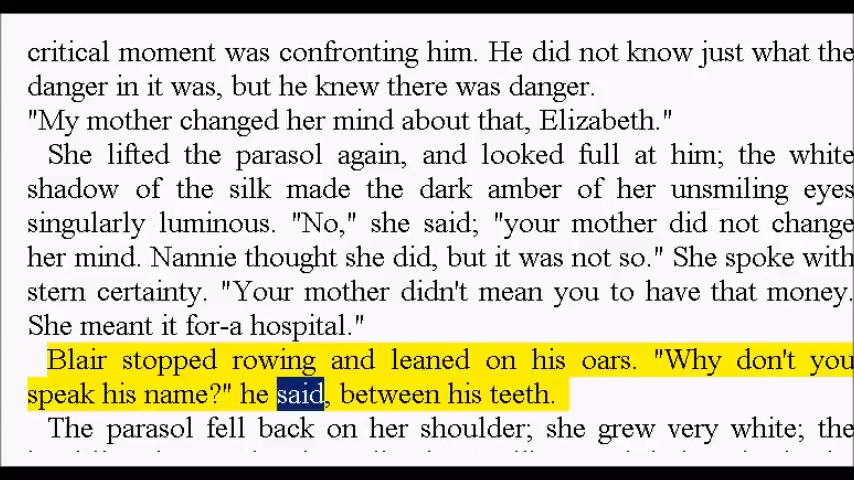 critical moment was confronting him. He did not know just what the
danger in it was, but he knew there was danger.
"My mother changed her mind about that, Elizabeth."
She lifted the parasol again, and looked full at him; the white
shadow of the silk made the dark amber of her unsmiling eyes
singularly luminous. "No," she said; "your mother did not change
her mind. Nannie thought she did, but it was not so." She spoke with
stern certainty. "Your mother didn't mean you to have that money.
She meant it for-a hospital."
Blair stopped rowing and leaned on his oars. "Why don't you
speak his name?" he said, between his teeth.
The parasol fell back on her shoulder; she grew very white; the